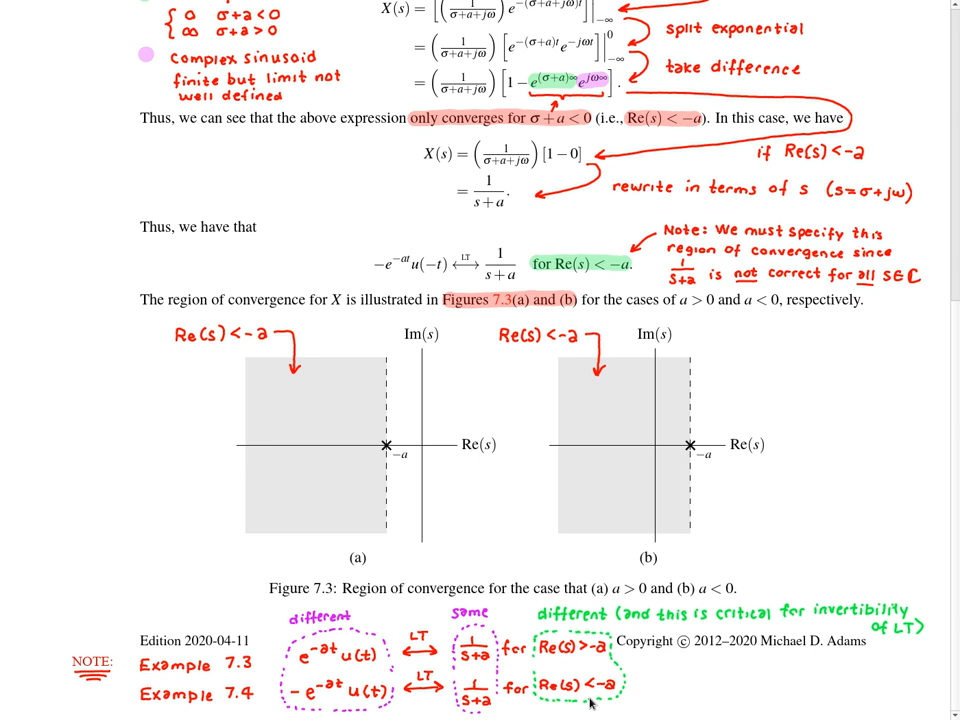 { 0 σ+a<0
∞ σ+a>0
X(s) = [(1/(σ+a+jω)) e^{-(σ+a+jω)t}]|_{-∞}
Complex sinusoid
finite but limit not
well defined
= (1/(σ+a+jω)) [e^{-(σ+a)t} e^{-jωt}]|_{-∞}^{0}
split exponential
= (1/(σ+a+jω)) [1 − e^{(σ+a)∞} e^{jω∞}].
take difference
Thus, we can see that the above expression only converges for σ+a < 0 (i.e., Re(s) < −a). In this case, we have
X(s) = (1/(σ+a+jω)) [1−0]
if Re(s)<-a
= 1/(s+a).
rewrite in terms of s (s=σ+jω)
Thus, we have that
−e^{−at}u(−t) ⟷^{LT} 1/(s+a) for Re(s) < −a.
Note: We must specify this
region of convergence since
1/(s+a) is not correct for all s∈C
The region of convergence for X is illustrated in Figures 7.3(a) and (b) for the cases of a > 0 and a < 0, respectively.
Re(s)<-a
Im(s)
Re(s)
−a
(a)
Re(s)<-a
Im(s)
Re(s)
−a
(b)
Figure 7.3: Region of convergence for the case that (a) a > 0 and (b) a < 0.
different same different (and this is critical for invertibility
of LT)
Edition 2020-04-11 Copyright © 2012–2020 Michael D. Adams
NOTE: Example 7.3 e^{-at} u(t) ⟷^{LT} 1/(s+a) for Re(s)>-a
Example 7.4 -e^{-at} u(t) ⟷^{LT} 1/(s+a) for Re(s)<-a